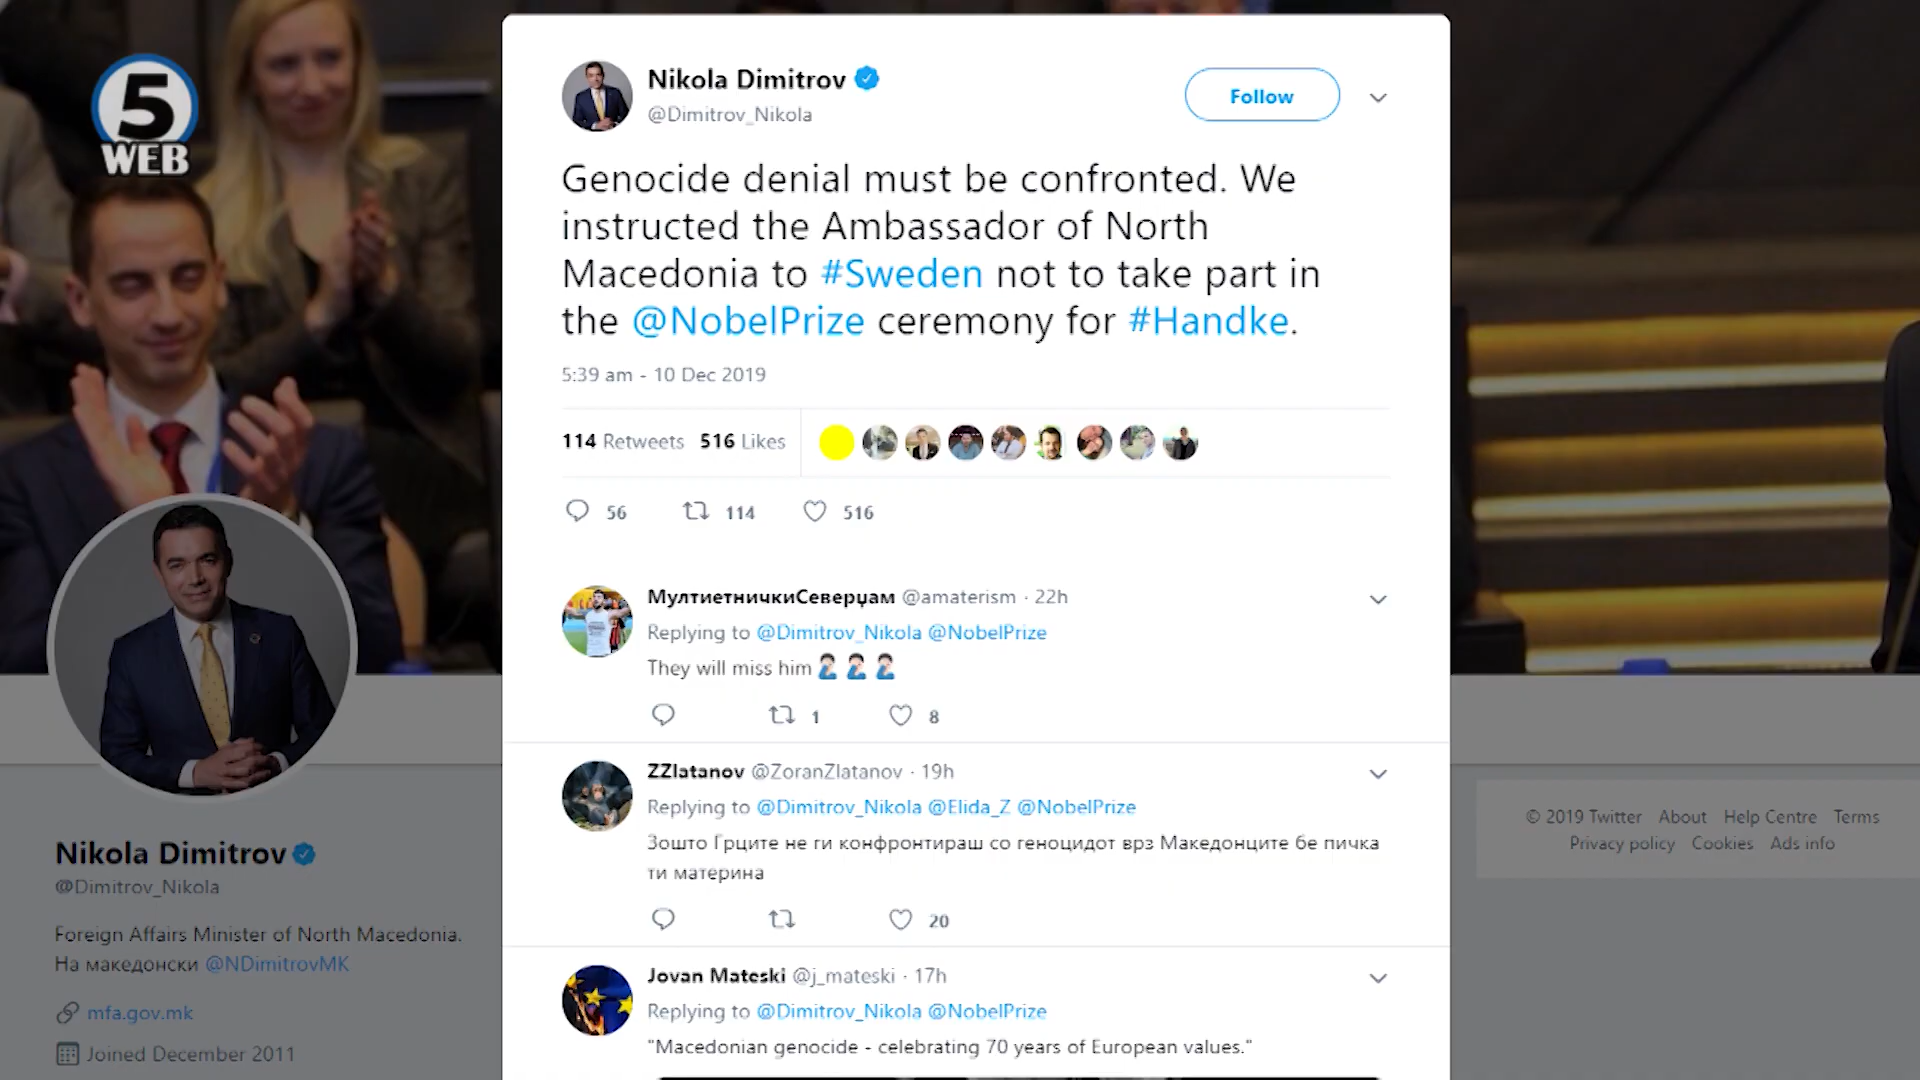 5
WEB
Nikola Dimitrov
@Dimitrov_Nikola
Follow
Genocide denial must be confronted. We
instructed the Ambassador of North
Macedonia to #Sweden not to take part in
the @NobelPrize ceremony for #Handke.
5:39 am - 10 Dec 2019
114 Retweets 516 Likes
56 114 516
МултиетничкиСеверџам @amaterism · 22h
Replying to @Dimitrov_Nikola @NobelPrize
They will miss him 🤦🏻‍♂️🤦🏻‍♂️🤦🏻‍♂️
1 8
ZZlatanov @ZoranZlatanov · 19h
Replying to @Dimitrov_Nikola @Elida_Z @NobelPrize
Зошто Грците не ги конфронтираш со геноцидот врз Македонците бе пичка
ти материна
20
Jovan Mateski @j_mateski · 17h
Replying to @Dimitrov_Nikola @NobelPrize
"Macedonian genocide - celebrating 70 years of European values."
Nikola Dimitrov
@Dimitrov_Nikola
Foreign Affairs Minister of North Macedonia.
На македонски @NDimitrovMK
mfa.gov.mk
Joined December 2011
© 2019 Twitter About Help Centre Terms
Privacy policy Cookies Ads info